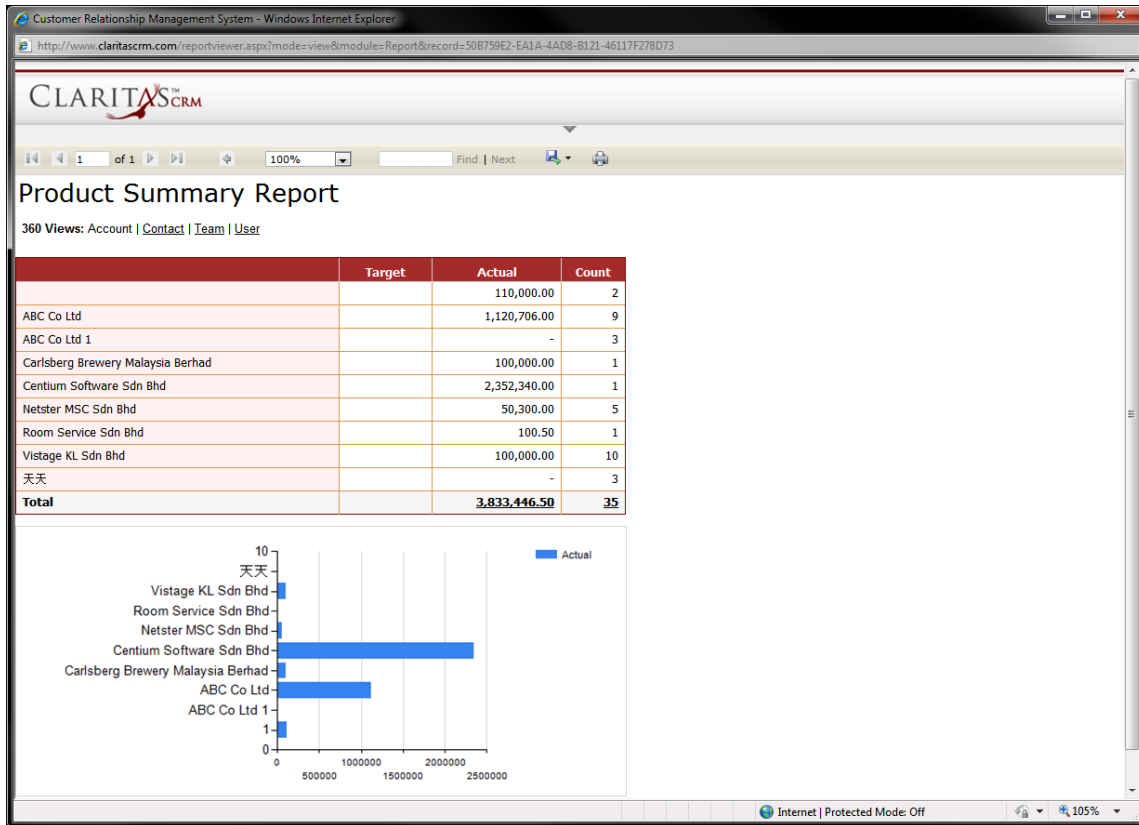 Customer Relationship Management System - Windows Internet Explorer
http://www.claritascrm.com/reportviewer.aspx?mode=view&module=Report&record=50B759E2-EA1A-4AD8-B121-46117F278D73
CLARITAS™CRM
1 of 1 100% Find | Next
Product Summary Report
360 Views: Account | Contact | Team | User
Target Actual Count
110,000.00 2
ABC Co Ltd 1,120,706.00 9
ABC Co Ltd 1 - 3
Carlsberg Brewery Malaysia Berhad 100,000.00 1
Centium Software Sdn Bhd 2,352,340.00 1
Netster MSC Sdn Bhd 50,300.00 5
Room Service Sdn Bhd 100.50 1
Vistage KL Sdn Bhd 100,000.00 10
天天 - 3
Total 3,833,446.50 35
10
Actual
天天
Vistage KL Sdn Bhd
Room Service Sdn Bhd
Netster MSC Sdn Bhd
Centium Software Sdn Bhd
Carlsberg Brewery Malaysia Berhad
ABC Co Ltd
ABC Co Ltd 1
1
0
0 1000000 2000000
500000 1500000 2500000
Internet | Protected Mode: Off 105%